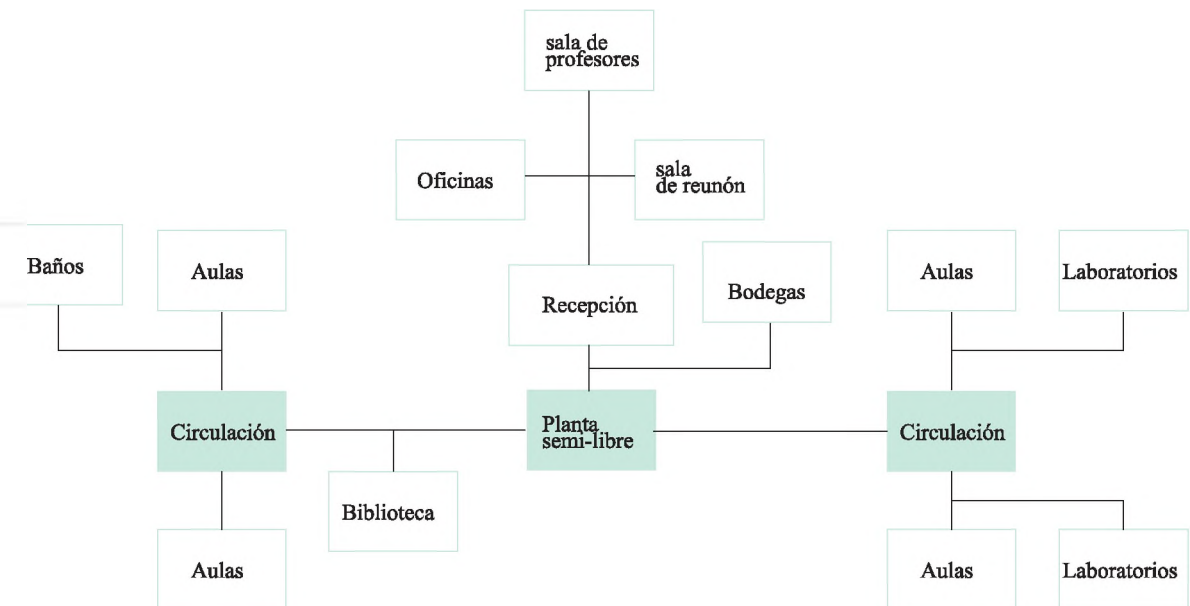 sala de
profesores
Oficinas
sala
de reunón
Baños
Aulas
Recepción
Bodegas
Aulas
Laboratorios
Circulación
Planta
semi-libre
Circulación
Biblioteca
Aulas
Aulas
Laboratorios